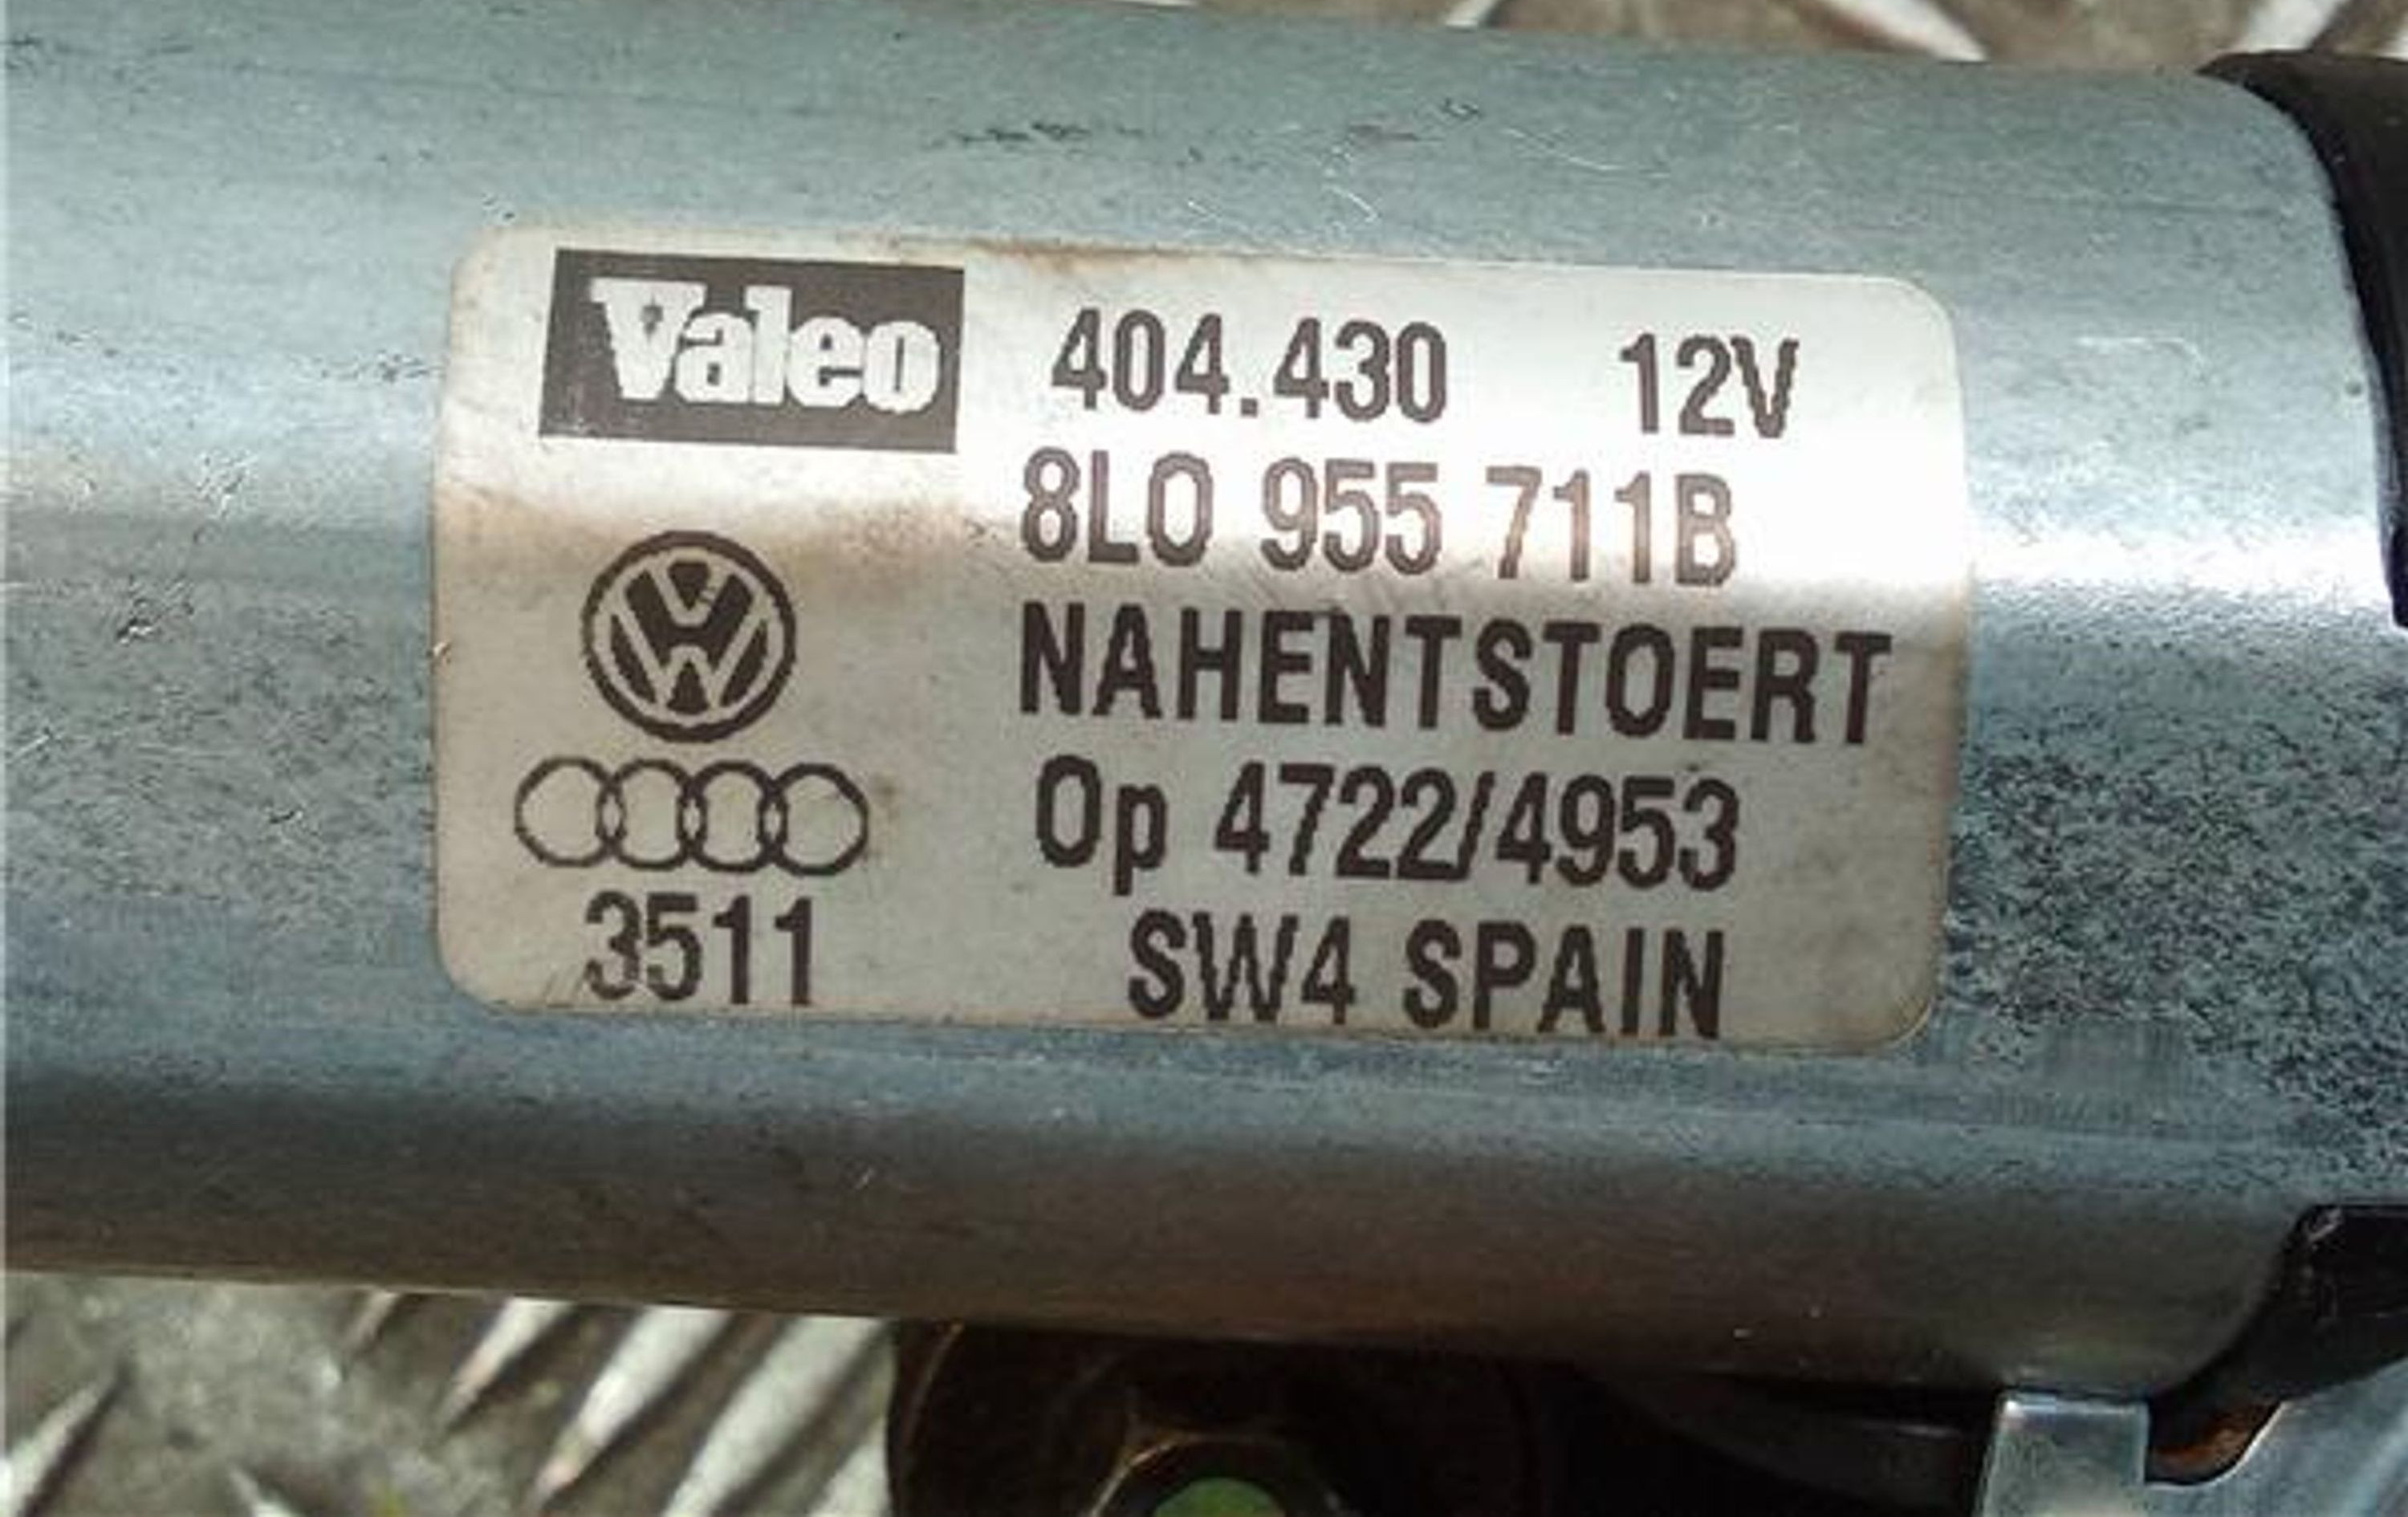 Valeo
404.430 12V
8L0 955 711B
NAHENTSTOERT
Op 4722/4953
3511
SW4 SPAIN